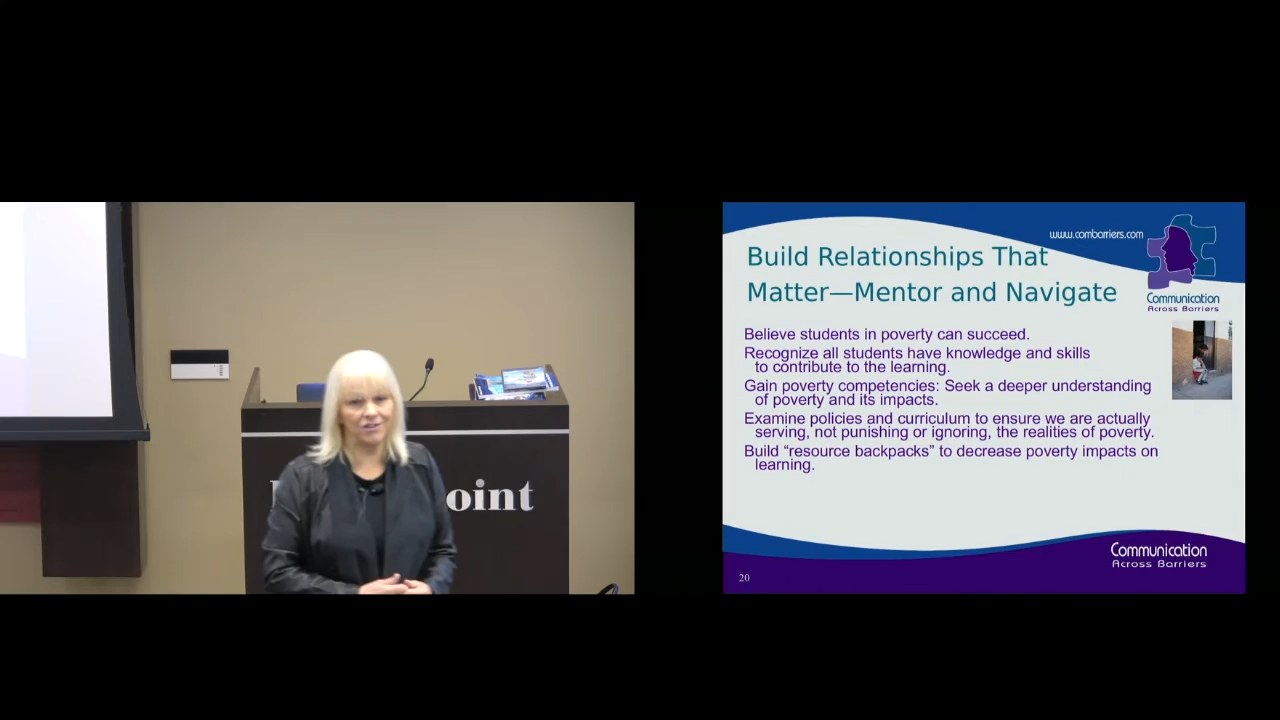 oint
www.combarriers.com
Build Relationships That
Matter—Mentor and Navigate
Communication
Across Barriers
Believe students in poverty can succeed.
Recognize all students have knowledge and skills
to contribute to the learning.
Gain poverty competencies: Seek a deeper understanding
of poverty and its impacts.
Examine policies and curriculum to ensure we are actually
serving, not punishing or ignoring, the realities of poverty.
Build “resource backpacks” to decrease poverty impacts on
learning.
Communication
Across Barriers
20